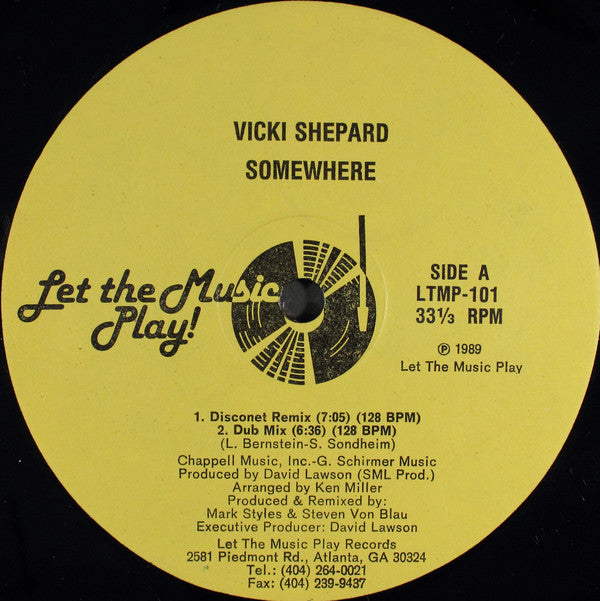 VICKI SHEPARD
SOMEWHERE
Let the Music
Play!
SIDE A
LTMP-101
33⅓ RPM
℗ 1989
Let The Music Play
1. Disconet Remix (7:05) (128 BPM)
2. Dub Mix (6:36) (128 BPM)
(L. Bernstein-S. Sondheim)
Chappell Music, Inc.-G. Schirmer Music
Produced by David Lawson (SML Prod.)
Arranged by Ken Miller
Produced & Remixed by:
Mark Styles & Steven Von Blau
Executive Producer: David Lawson
Let The Music Play Records
2581 Piedmont Rd., Atlanta, GA 30324
Tel.: (404) 264-0021
Fax: (404) 239-9437